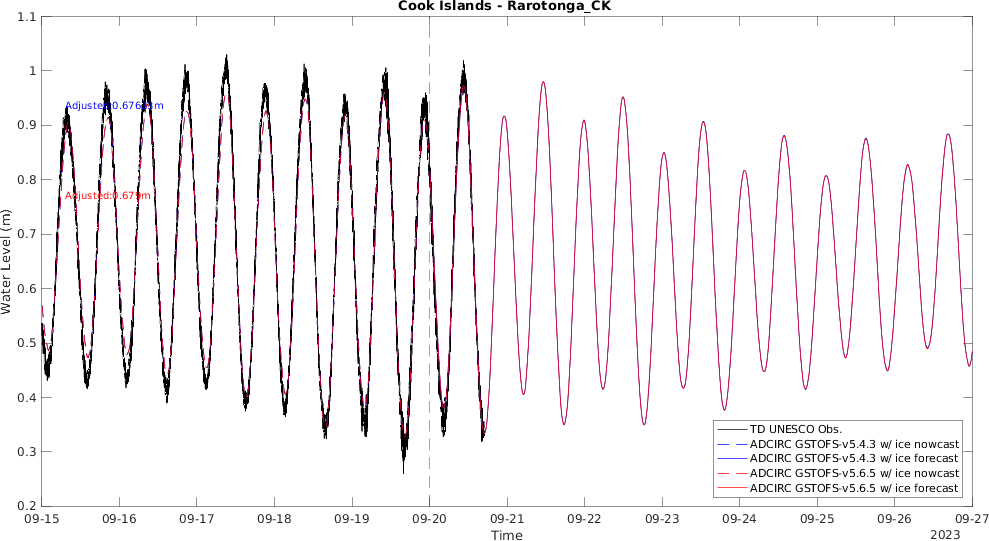 Cook Islands - Rarotonga_CK
Water Level (m)
1.1
1
0.9
0.8
0.7
0.6
0.5
0.4
0.3
0.2
Adjusted:0.679m
09-15
09-16
09-17
09-18
09-19
09-20
09-21
09-22
09-23
09-24
09-25
09-26
09-27
Time
2023
TD UNESCO Obs.
ADCIRC GSTOFS-v5.4.3 w/ ice nowcast
ADCIRC GSTOFS-v5.4.3 w/ ice forecast
ADCIRC GSTOFS-v5.6.5 w/ ice nowcast
ADCIRC GSTOFS-v5.6.5 w/ ice forecast